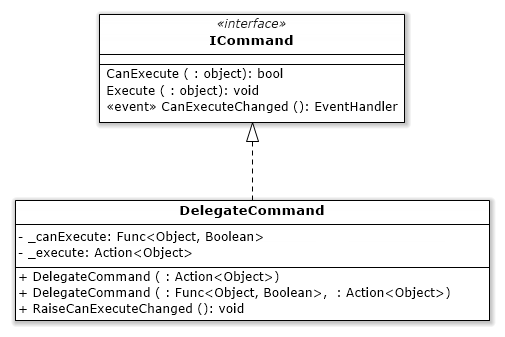 «interface»
ICommand
CanExecute ( : object): bool
Execute ( : object): void
«event» CanExecuteChanged (): EventHandler
DelegateCommand
- _canExecute: Func<Object, Boolean>
- _execute: Action<Object>
+ DelegateCommand ( : Action<Object>)
+ DelegateCommand ( : Func<Object, Boolean>, : Action<Object>)
+ RaiseCanExecuteChanged (): void